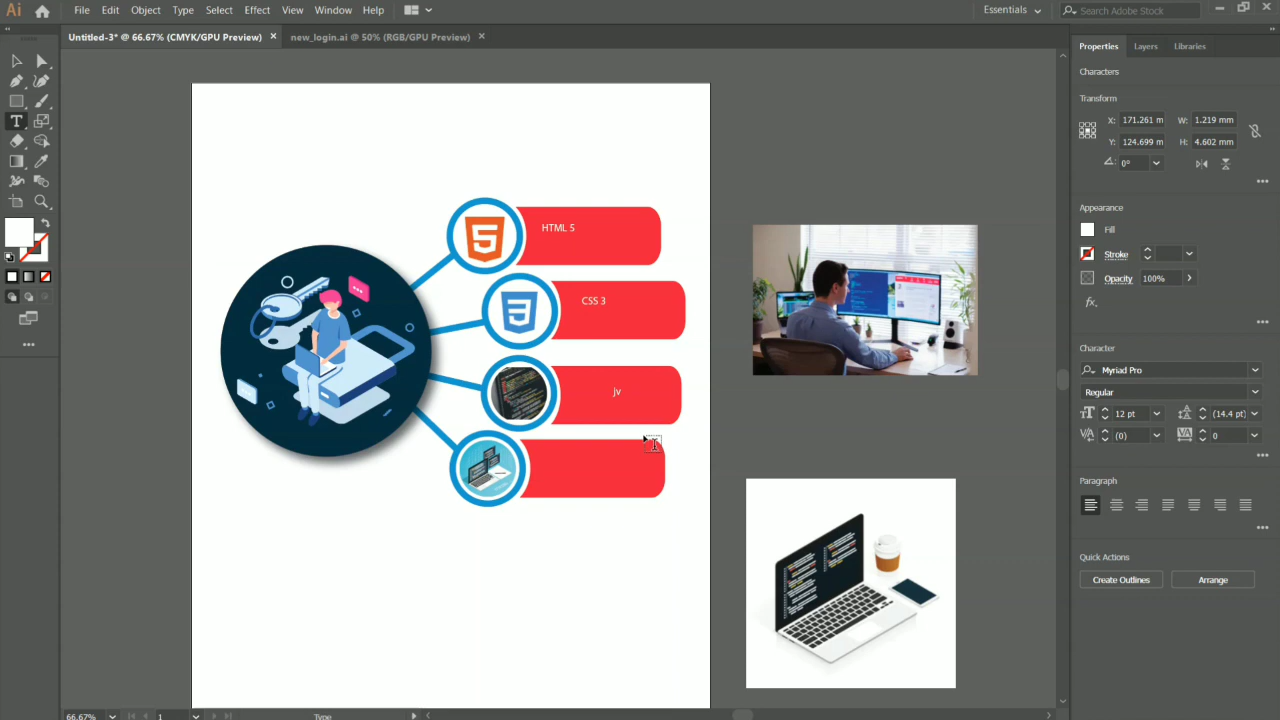 Ai File Edit Object Type Select Effect View Window Help Essentials Search Adobe Stock
Untitled-3* @ 66.67% (CMYK/GPU Preview) × new_login.ai @ 50% (RGB/GPU Preview) ×
Properties Layers Libraries
Characters
Transform
X: 171.261 m W: 1.219 mm
Y: 124.699 m H: 4.602 mm
0°
Appearance
Fill
Stroke
Opacity 100%
fx.
Character
Myriad Pro
Regular
12 pt (14.4 pt)
(0) 0
Paragraph
Quick Actions
Create Outlines Arrange
HTML 5
CSS 3
jv
66.67% 1 Type